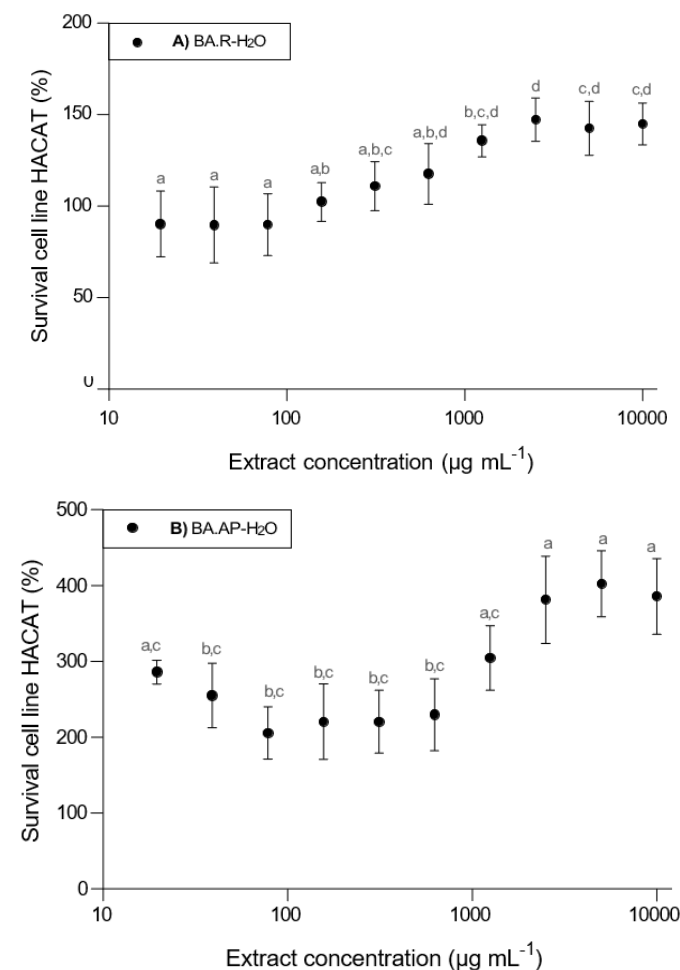 200
A) BA.R-H2O
150
100
50
0
Survival cell line HACAT (%)
a
a
a
a,b
a,b,c
a,b,d
b,c,d
d
c,d
c,d
10
100
1000
10000
Extract concentration (µg mL-1)
500
B) BA.AP-H2O
400
300
200
100
0
Survival cell line HACAT (%)
a,c
b,c
b,c
b,c
b,c
b,c
a,c
a
a
a
10
100
1000
10000
Extract concentration (µg mL-1)